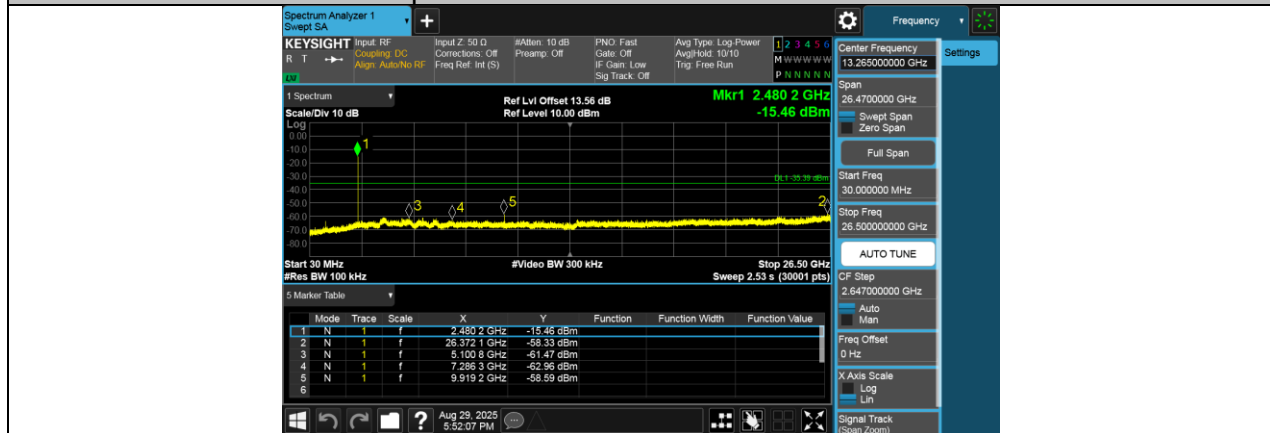 Spectrum Analyzer 1
Swept SA
+
Frequency
KEYSIGHT
R T
LXI
Input: RF
Coupling: DC
Align: Auto/No RF
Input Z: 50 Ω
Corrections: Off
Freq Ref: Int (S)
#Atten: 10 dB
Preamp: Off
PNO: Fast
Gate: Off
IF Gain: Low
Sig Track: Off
Avg Type: Log-Power
Avg|Hold: 10/10
Trig: Free Run
1 2 3 4 5 6
M W W W W W
P N N N N N
1 Spectrum
Scale/Div 10 dB
Ref Lvl Offset 13.56 dB
Ref Level 10.00 dBm
Mkr1 2.480 2 GHz
-15.46 dBm
Log
0.00
-10.0
-20.0
-30.0
-40.0
-50.0
-60.0
-70.0
-80.0
1
DL1 -35.39 dBm
3
4
5
2
Start 30 MHz
#Res BW 100 kHz
#Video BW 300 kHz
Stop 26.50 GHz
Sweep 2.53 s (30001 pts)
5 Marker Table
Mode Trace Scale X Y Function Function Width Function Value
1 N 1 f 2.480 2 GHz -15.46 dBm
2 N 1 f 26.372 1 GHz -58.33 dBm
3 N 1 f 5.100 8 GHz -61.47 dBm
4 N 1 f 7.286 3 GHz -62.96 dBm
5 N 1 f 9.919 2 GHz -58.59 dBm
6
?
Aug 29, 2025
5:52:07 PM
Center Frequency
13.265000000 GHz
Span
26.4700000 GHz
Swept Span
Zero Span
Full Span
Start Freq
30.000000 MHz
Stop Freq
26.500000000 GHz
AUTO TUNE
CF Step
2.647000000 GHz
Auto
Man
Freq Offset
0 Hz
X Axis Scale
Log
Lin
Signal Track
(Span Zoom)
Settings